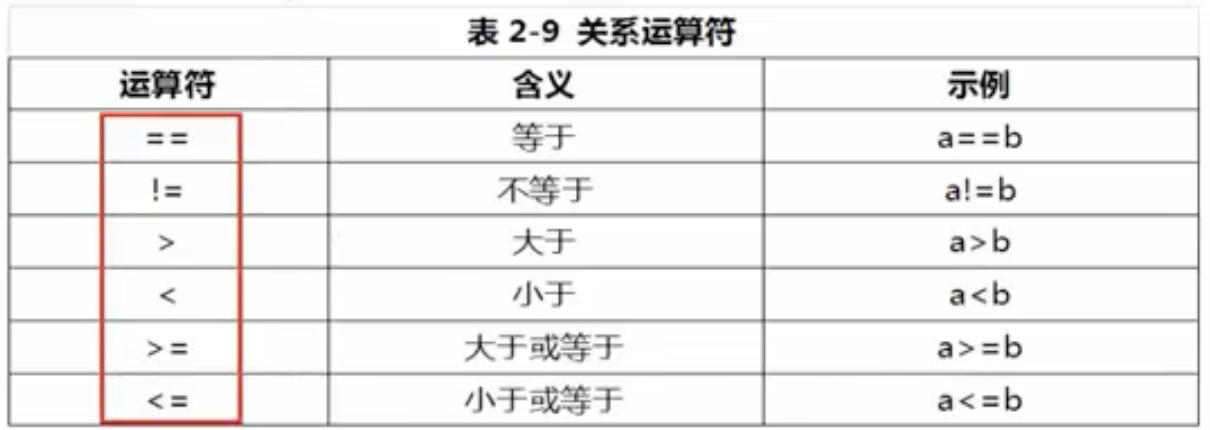 表 2-9 关系运算符
运算符 含义 示例
== 等于 a==b
!= 不等于 a!=b
> 大于 a>b
< 小于 a<b
>= 大于或等于 a>=b
<= 小于或等于 a<=b